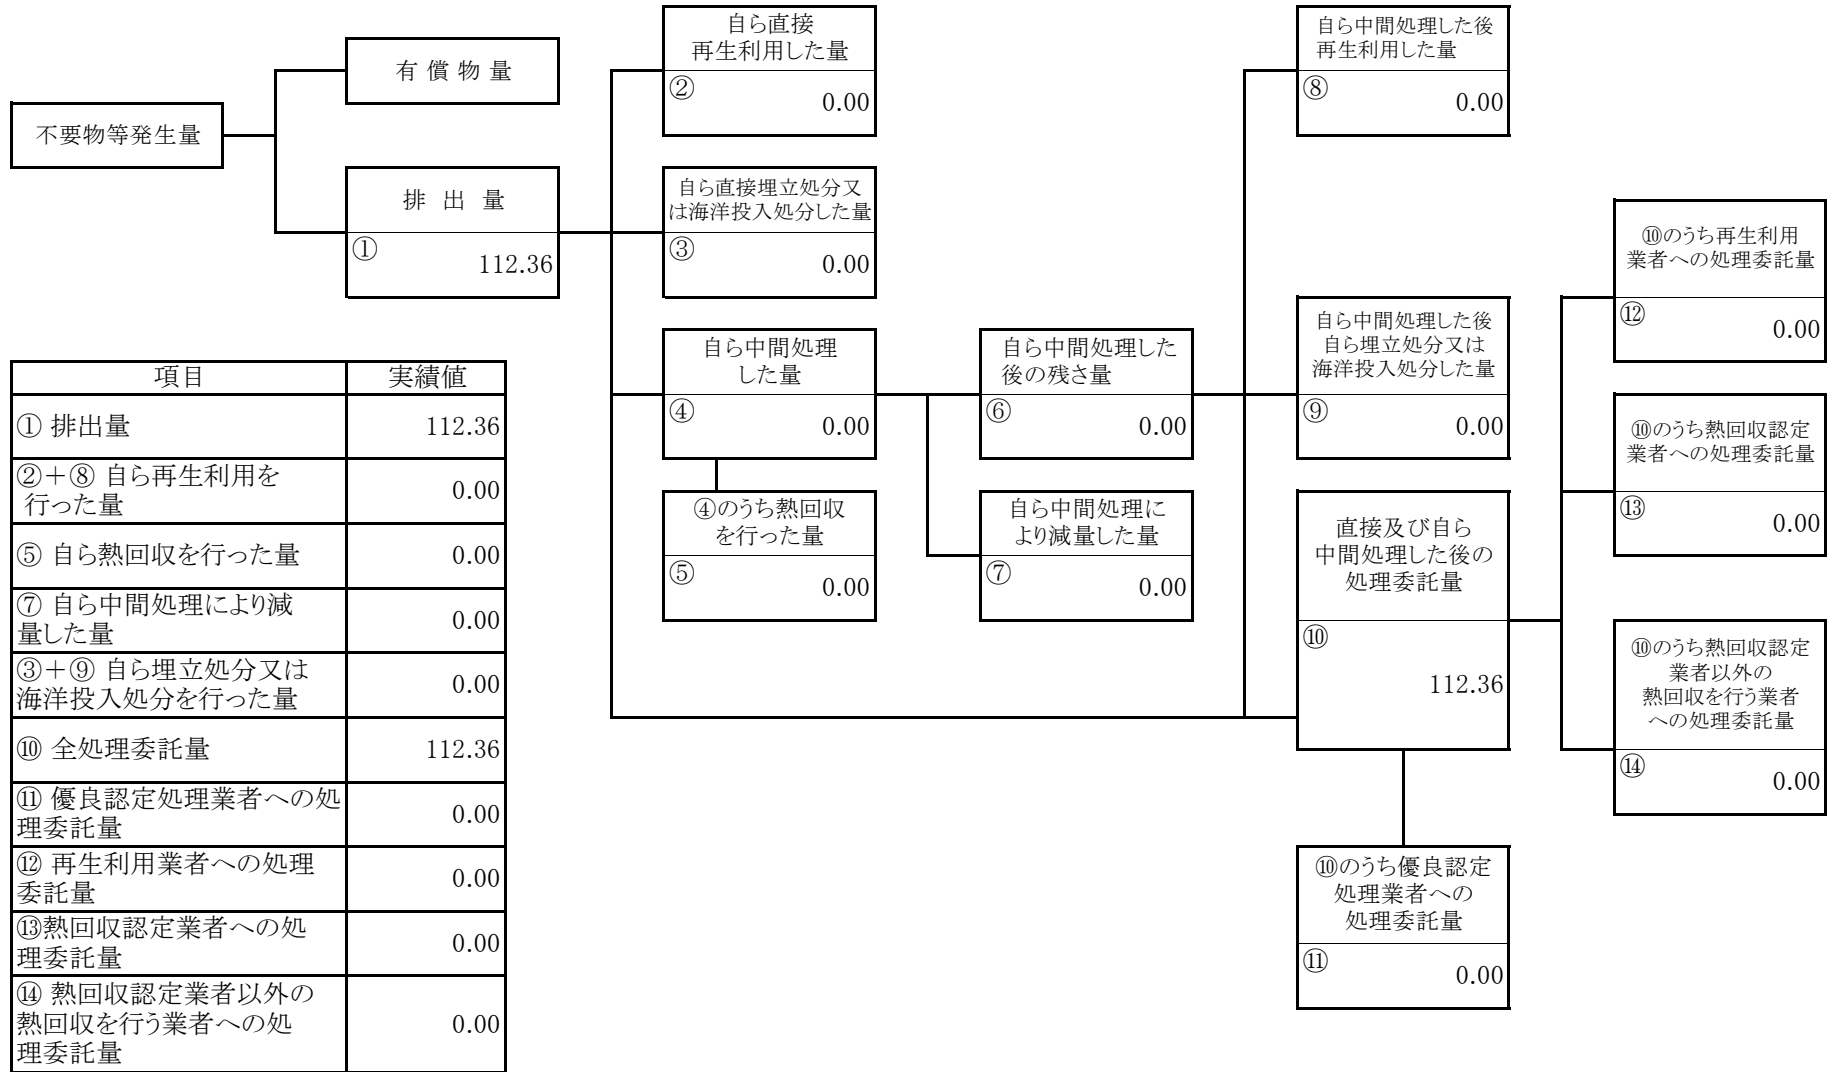 不要物等発生量
有 償 物 量
排 出 量
①
112.36
自ら直接
再生利用した量
②
0.00
自ら直接埋立処分又
は海洋投入処分した量
③
0.00
自ら中間処理
した量
④
0.00
④のうち熱回収
を行った量
⑤
0.00
自ら中間処理した
後の残さ量
⑥
0.00
自ら中間処理に
より減量した量
⑦
0.00
自ら中間処理した後
再生利用した量
⑧
0.00
自ら中間処理した後
自ら埋立処分又は
海洋投入処分した量
⑨
0.00
直接及び自ら
中間処理した後の
処理委託量
⑩
112.36
⑩のうち優良認定
処理業者への
処理委託量
⑪
0.00
⑩のうち再生利用
業者への処理委託量
⑫
0.00
⑩のうち熱回収認定
業者への処理委託量
⑬
0.00
⑩のうち熱回収認定
業者以外の
熱回収を行う業者
への処理委託量
⑭
0.00
項目 実績値
① 排出量 112.36
②＋⑧ 自ら再生利用を
行った量 0.00
⑤ 自ら熱回収を行った量 0.00
⑦ 自ら中間処理により減
量した量 0.00
③＋⑨ 自ら埋立処分又は
海洋投入処分を行った量 0.00
⑩ 全処理委託量 112.36
⑪ 優良認定処理業者への処
理委託量 0.00
⑫ 再生利用業者への処理
委託量 0.00
⑬熱回収認定業者への処
理委託量 0.00
⑭ 熱回収認定業者以外の
熱回収を行う業者への処
理委託量 0.00